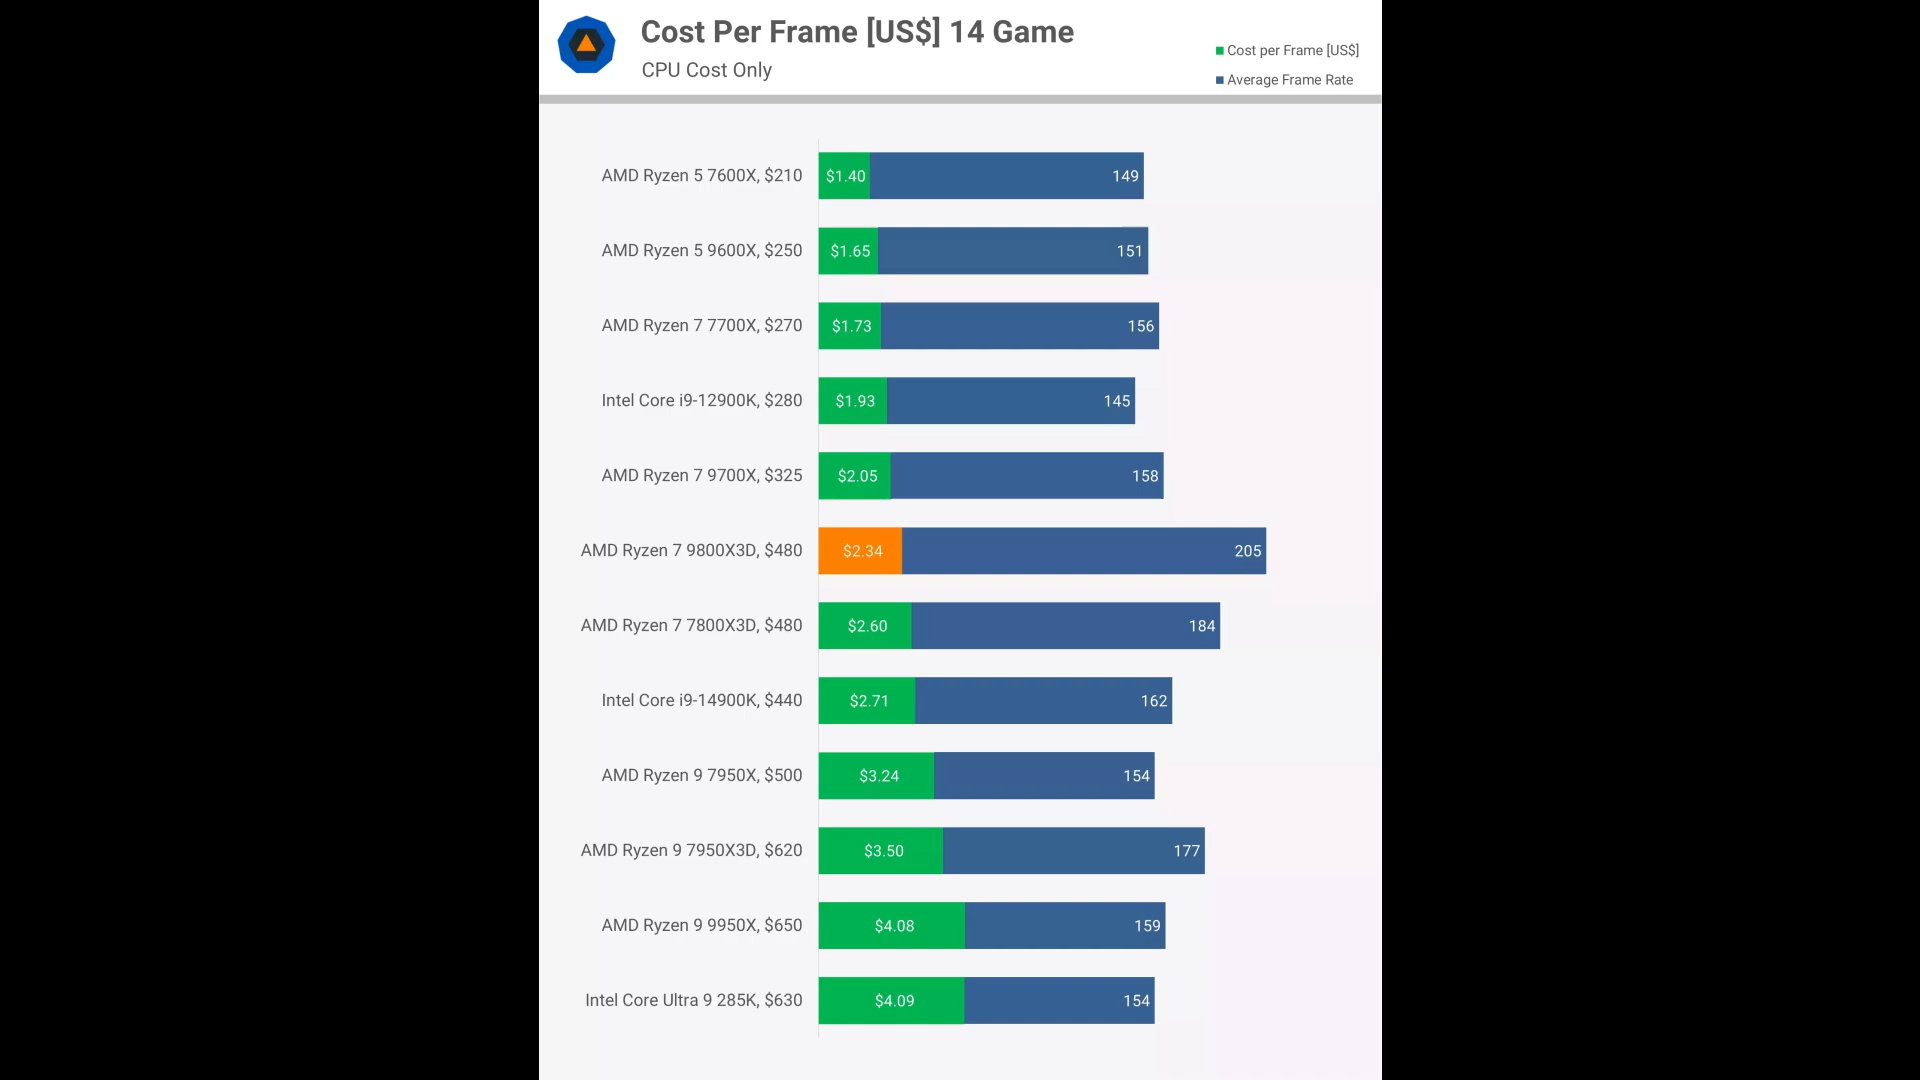 Cost Per Frame [US$] 14 Game
CPU Cost Only
Cost per Frame [US$]
Average Frame Rate
AMD Ryzen 5 7600X, $210 $1.40 149
AMD Ryzen 5 9600X, $250 $1.65 151
AMD Ryzen 7 7700X, $270 $1.73 156
Intel Core i9-12900K, $280 $1.93 145
AMD Ryzen 7 9700X, $325 $2.05 158
AMD Ryzen 7 9800X3D, $480 $2.34 205
AMD Ryzen 7 7800X3D, $480 $2.60 184
Intel Core i9-14900K, $440 $2.71 162
AMD Ryzen 9 7950X, $500 $3.24 154
AMD Ryzen 9 7950X3D, $620 $3.50 177
AMD Ryzen 9 9950X, $650 $4.08 159
Intel Core Ultra 9 285K, $630 $4.09 154